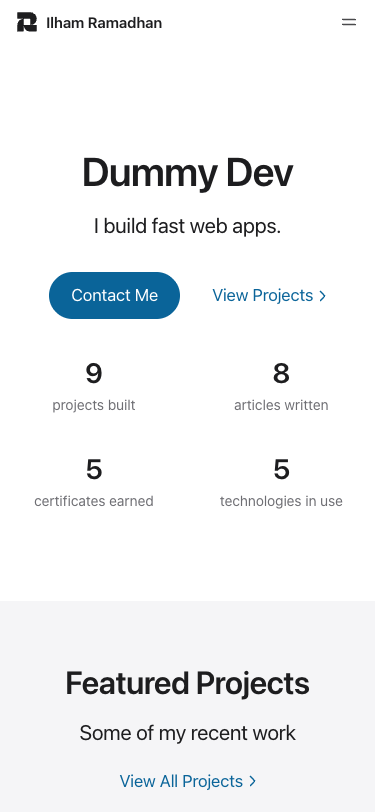 Ilham Ramadhan
Dummy Dev
I build fast web apps.
Contact Me
View Projects
9
projects built
8
articles written
5
certificates earned
5
technologies in use
Featured Projects
Some of my recent work
View All Projects